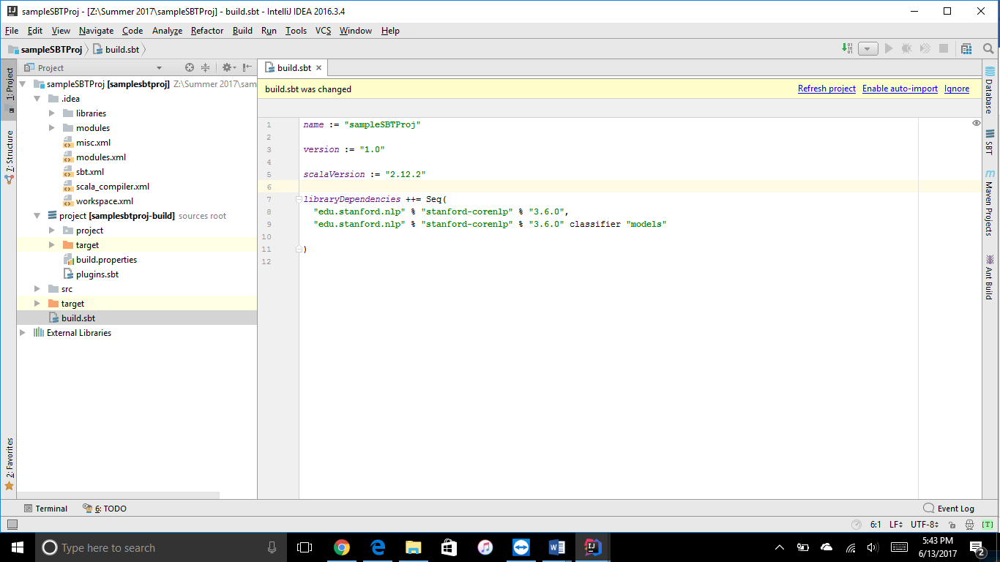 sampleSBTProj - [Z:\Summer 2017\sampleSBTProj] - build.sbt - IntelliJ IDEA 2016.3.4
File Edit View Navigate Code Analyze Refactor Build Run Tools VCS Window Help
sampleSBTProj build.sbt
Project
build.sbt
1: Project
7: Structure
2: Favorites
sampleSBTProj [samplesbtproj] Z:\Summer 2017\sam
.idea
libraries
modules
misc.xml
modules.xml
sbt.xml
scala_compiler.xml
workspace.xml
project [samplesbtproj-build] sources root
project
target
build.properties
plugins.sbt
src
target
build.sbt
External Libraries
build.sbt was changed
Refresh project Enable auto-import Ignore
1 name := "sampleSBTProj"
2
3 version := "1.0"
4
5 scalaVersion := "2.12.2"
6
7 libraryDependencies ++= Seq(
8 "edu.stanford.nlp" % "stanford-corenlp" % "3.6.0",
9 "edu.stanford.nlp" % "stanford-corenlp" % "3.6.0" classifier "models"
10
11 )
12
Database
SBT
Maven Projects
Ant Build
Terminal 6: TODO Event Log
6:1 LF UTF-8 [T]
Type here to search
5:43 PM
6/13/2017
2